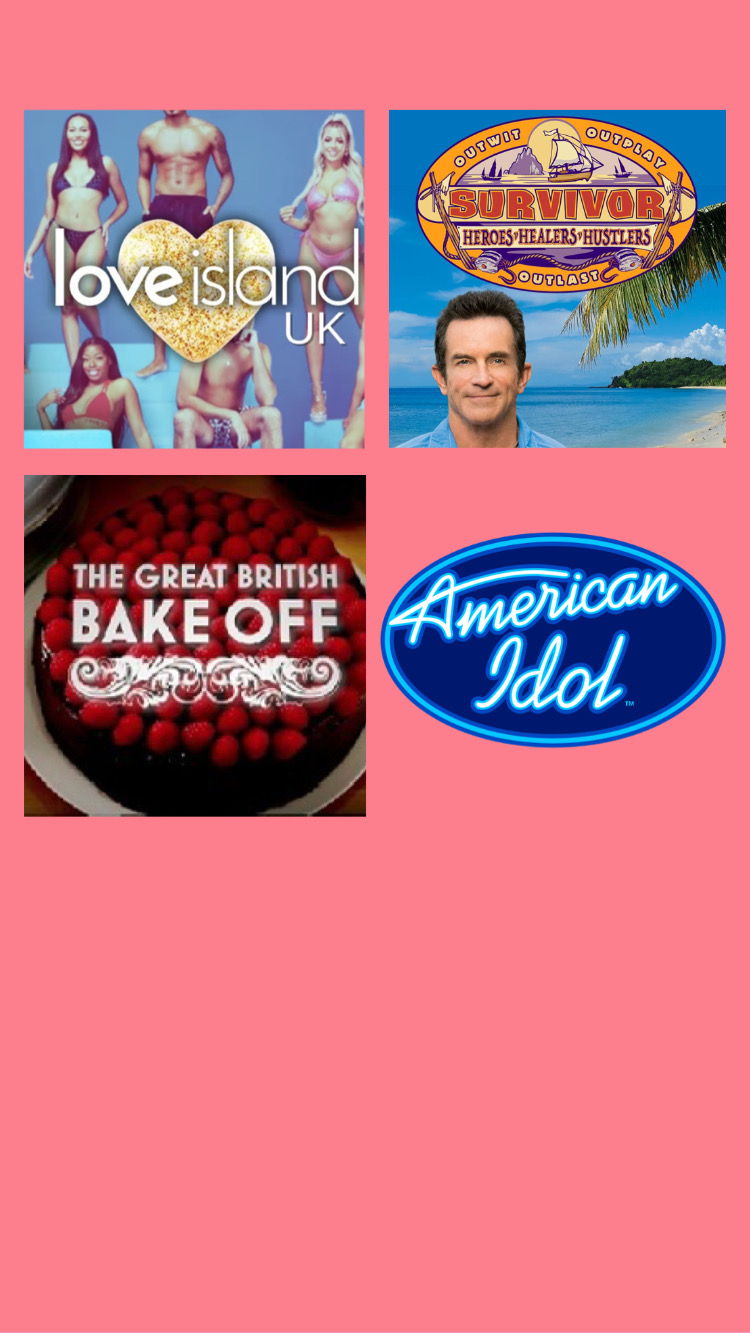 love island
UK
OUTWIT OUTPLAY
SURVIVOR
HEROES V HEALERS V HUSTLERS
OUTLAST
THE GREAT BRITISH
BAKE OFF
American
Idol
™